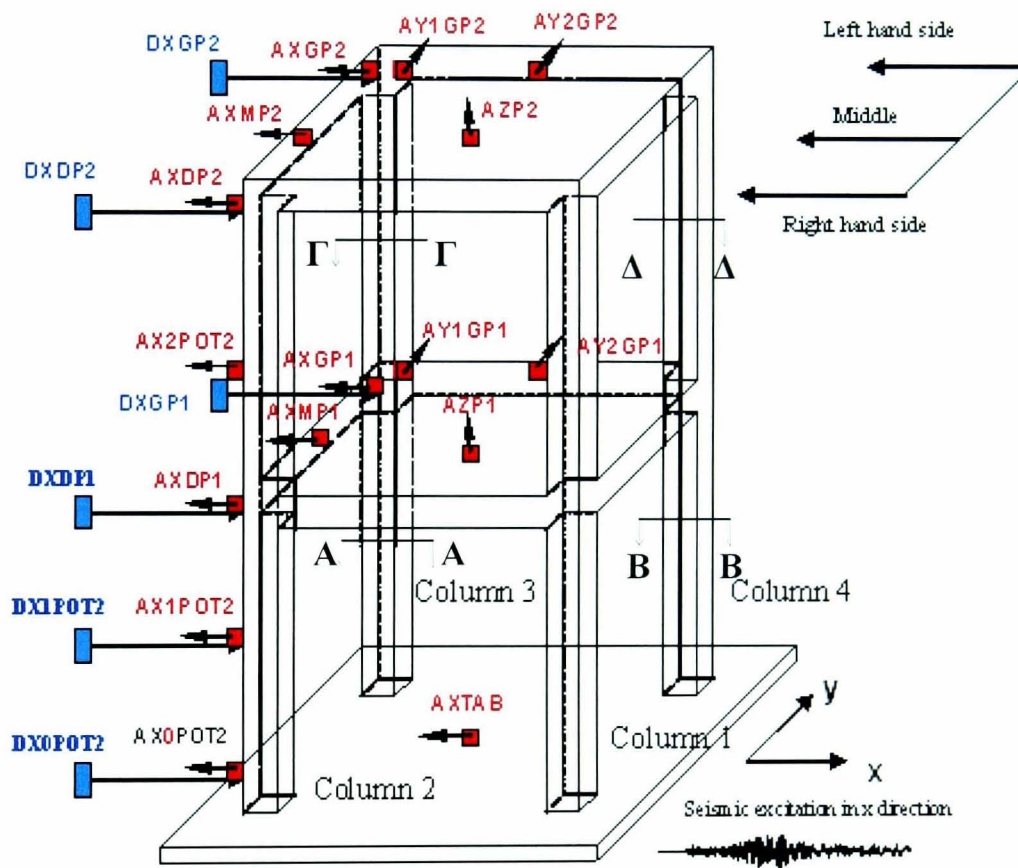 AY1GP2
AY2GP2
DXGP2
AXGP2
Left hand side
AXMP2
AZP2
Middle
DXDP2
AXDP2
Right hand side
Γ Γ
Δ Δ
AX2POT2
AXGP1
AY1GP1
AY2GP1
DXGP1
AXMP1
AZP1
DXDP1
AXDP1
A A
B B
Column 3
Column 4
DX1POT2
AX1POT2
AXTAB
y
DX0POT2
AX0POT2
Column 1
x
Column 2
Seismic excitation in x direction